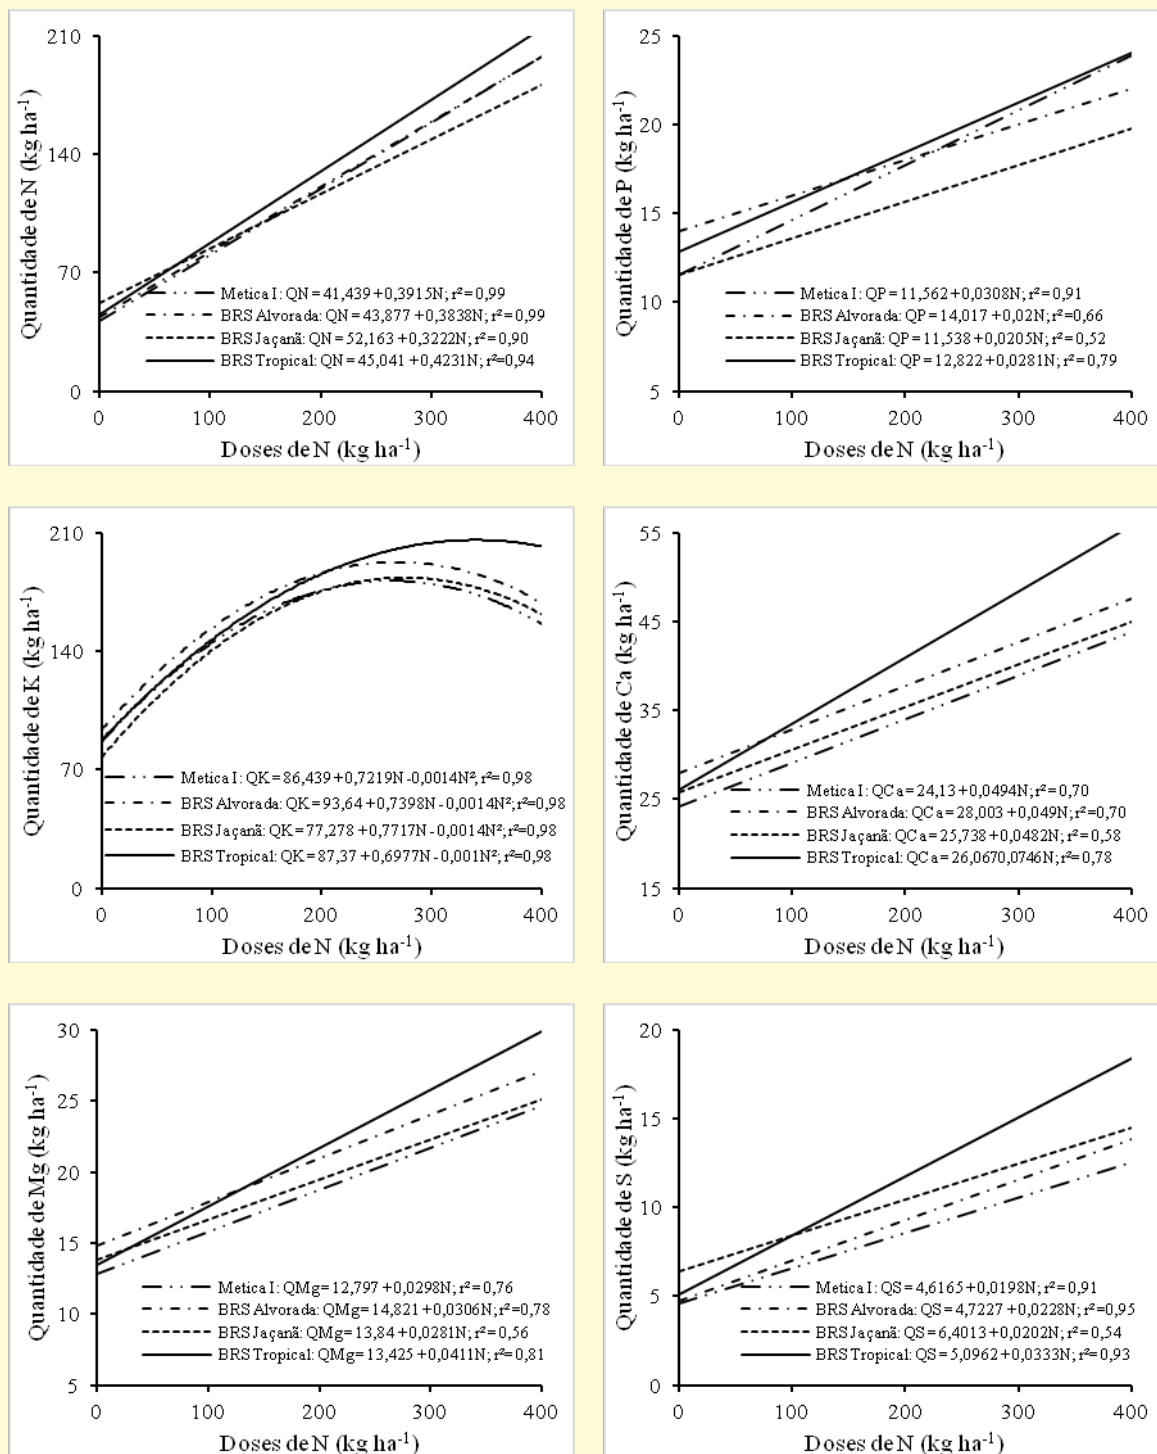 210
140
70
0
Quantidade de N (kg ha-1)
Metica I: QN = 41,439 + 0,3915N; r² = 0,99
BRS Alvorada: QN = 43,877 + 0,3838N; r² = 0,99
BRS Jaçanã: QN = 52,163 + 0,3222N; r² = 0,90
BRS Tropical: QN = 45,041 + 0,4231N; r² = 0,94
0 100 200 300 400
Doses de N (kg ha-1)
25
20
15
10
5
Quantidade de P (kg ha-1)
Metica I: QP = 11,562 + 0,0308N; r² = 0,91
BRS Alvorada: QP = 14,017 + 0,02N; r² = 0,66
BRS Jaçanã: QP = 11,538 + 0,0205N; r² = 0,52
BRS Tropical: QP = 12,822 + 0,0281N; r² = 0,79
0 100 200 300 400
Doses de N (kg ha-1)
210
140
70
0
Quantidade de K (kg ha-1)
Metica I: QK = 86,439 + 0,7219N - 0,0014N²; r² = 0,98
BRS Alvorada: QK = 93,64 + 0,7398N - 0,0014N²; r² = 0,98
BRS Jaçanã: QK = 77,278 + 0,7717N - 0,0014N²; r² = 0,98
BRS Tropical: QK = 87,37 + 0,6977N - 0,001N²; r² = 0,98
0 100 200 300 400
Doses de N (kg ha-1)
55
45
35
25
15
Quantidade de Ca (kg ha-1)
Metica I: QCa = 24,13 + 0,0494N; r² = 0,70
BRS Alvorada: QCa = 28,003 + 0,049N; r² = 0,70
BRS Jaçanã: QCa = 25,738 + 0,0482N; r² = 0,58
BRS Tropical: QCa = 26,0670,0746N; r² = 0,78
0 100 200 300 400
Doses de N (kg ha-1)
30
25
20
15
10
5
Quantidade de Mg (kg ha-1)
Metica I: QMg = 12,797 + 0,0298N; r² = 0,76
BRS Alvorada: QMg = 14,821 + 0,0306N; r² = 0,78
BRS Jaçanã: QMg = 13,84 + 0,0281N; r² = 0,56
BRS Tropical: QMg = 13,425 + 0,0411N; r² = 0,81
0 100 200 300 400
Doses de N (kg ha-1)
20
15
10
5
0
Quantidade de S (kg ha-1)
Metica I: QS = 4,6165 + 0,0198N; r² = 0,91
BRS Alvorada: QS = 4,7227 + 0,0228N; r² = 0,95
BRS Jaçanã: QS = 6,4013 + 0,0202N; r² = 0,54
BRS Tropical: QS = 5,0962 + 0,0333N; r² = 0,93
0 100 200 300 400
Doses de N (kg ha-1)